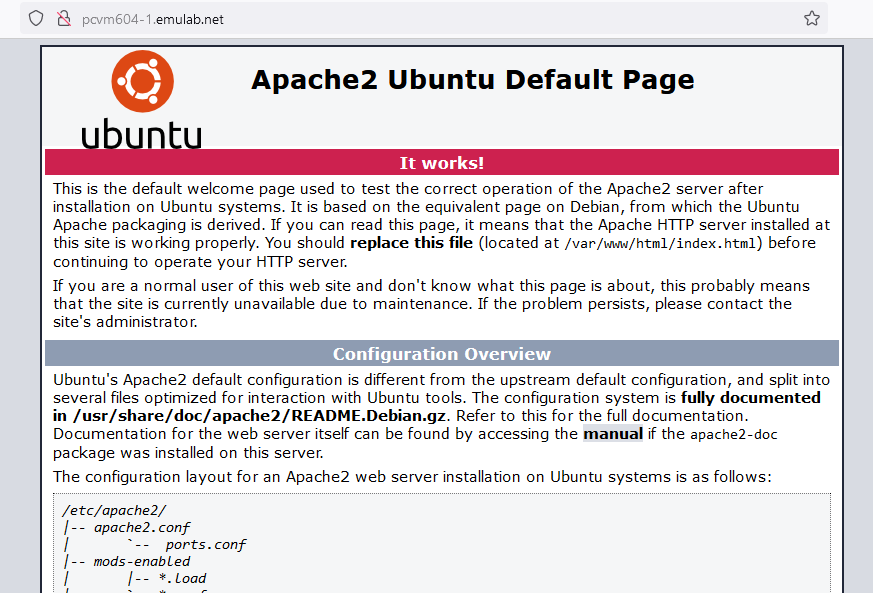 pcvm604-1.emulab.net
ubuntu
Apache2 Ubuntu Default Page
It works!
This is the default welcome page used to test the correct operation of the Apache2 server after
installation on Ubuntu systems. It is based on the equivalent page on Debian, from which the Ubuntu
Apache packaging is derived. If you can read this page, it means that the Apache HTTP server installed at
this site is working properly. You should replace this file (located at /var/www/html/index.html) before
continuing to operate your HTTP server.
If you are a normal user of this web site and don't know what this page is about, this probably means
that the site is currently unavailable due to maintenance. If the problem persists, please contact the
site's administrator.
Configuration Overview
Ubuntu's Apache2 default configuration is different from the upstream default configuration, and split into
several files optimized for interaction with Ubuntu tools. The configuration system is fully documented
in /usr/share/doc/apache2/README.Debian.gz. Refer to this for the full documentation.
Documentation for the web server itself can be found by accessing the manual if the apache2-doc
package was installed on this server.
The configuration layout for an Apache2 web server installation on Ubuntu systems is as follows:
/etc/apache2/
|-- apache2.conf
|       `--  ports.conf
|-- mods-enabled
|       |-- *.load